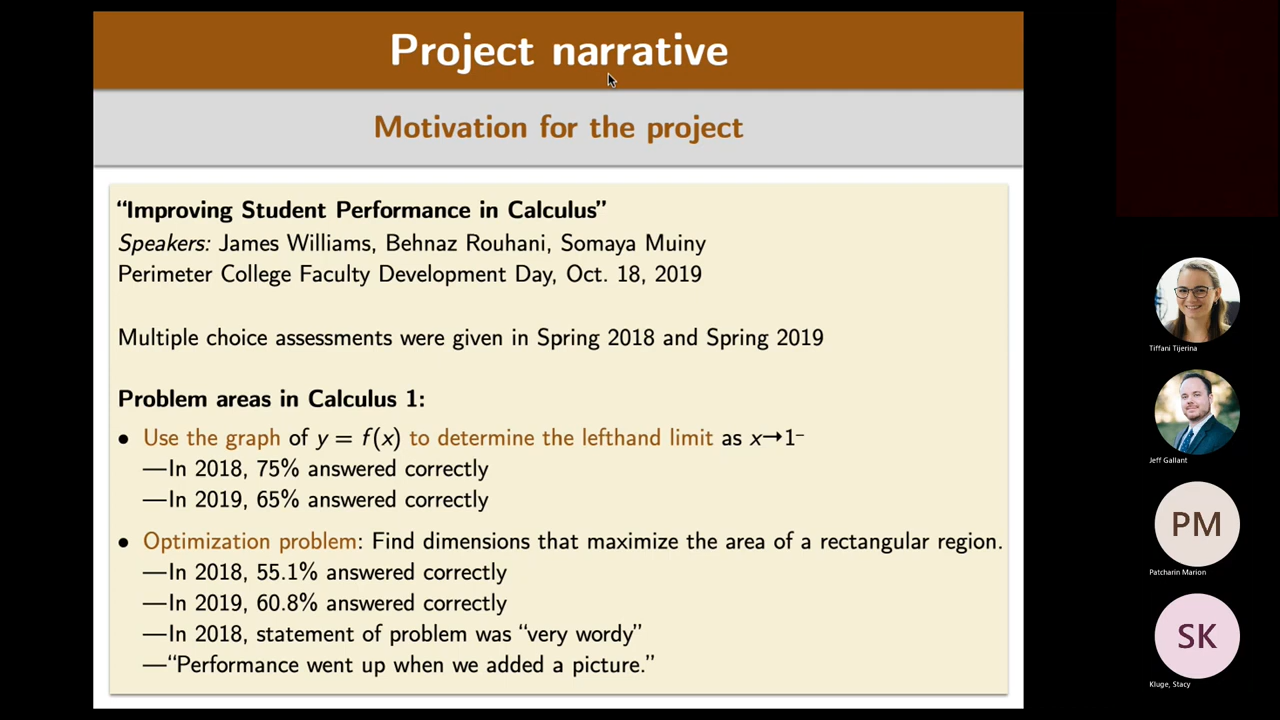 Project narrative
Motivation for the project
“Improving Student Performance in Calculus”
Speakers: James Williams, Behnaz Rouhani, Somaya Muiny
Perimeter College Faculty Development Day, Oct. 18, 2019
Multiple choice assessments were given in Spring 2018 and Spring 2019
Problem areas in Calculus 1:
• Use the graph of y = f(x) to determine the lefthand limit as x→1⁻
—In 2018, 75% answered correctly
—In 2019, 65% answered correctly
• Optimization problem: Find dimensions that maximize the area of a rectangular region.
—In 2018, 55.1% answered correctly
—In 2019, 60.8% answered correctly
—In 2018, statement of problem was “very wordy”
—“Performance went up when we added a picture.”
Tiffani Tijerina
Jeff Gallant
PM
Patcharin Marion
SK
Kluge, Stacy